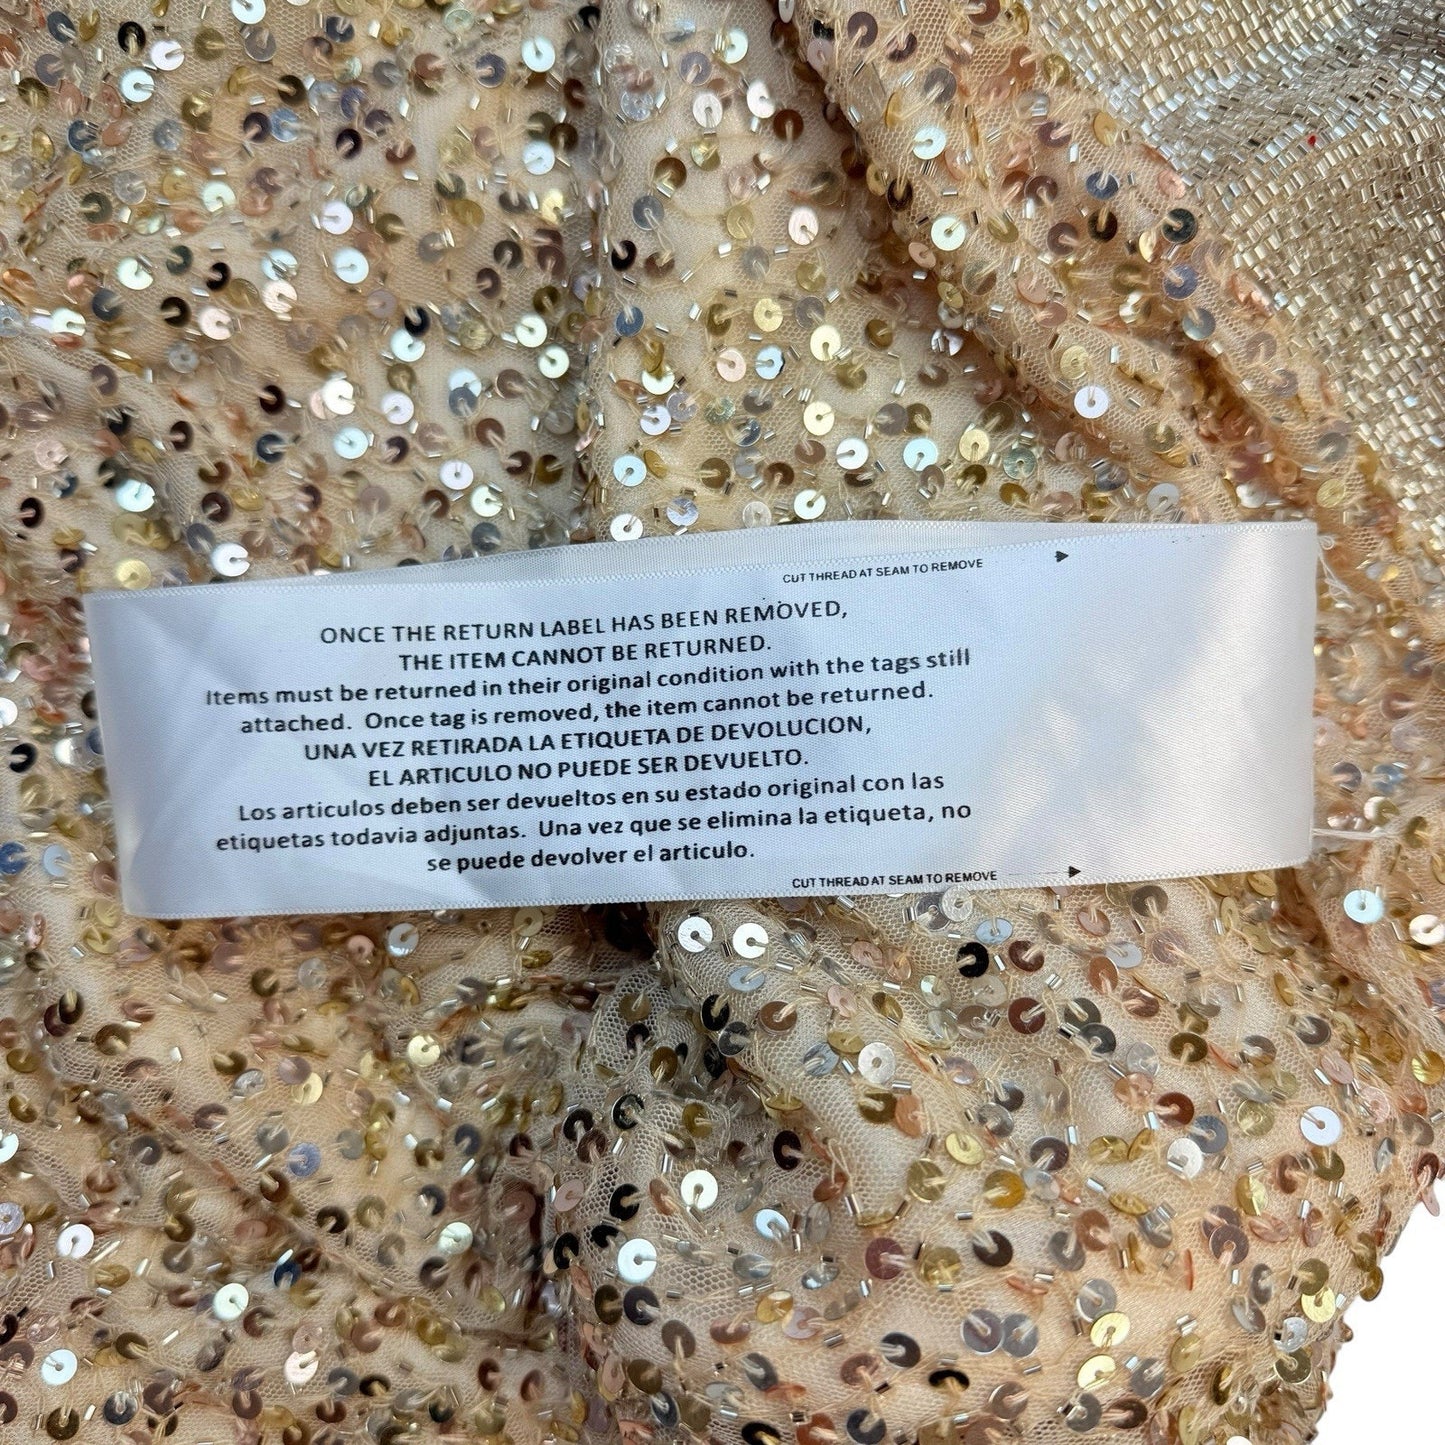 CUT THREAD AT SEAM TO REMOVE
ONCE THE RETURN LABEL HAS BEEN REMOVED,
THE ITEM CANNOT BE RETURNED.
Items must be returned in their original condition with the tags still
attached. Once tag is removed, the item cannot be returned.
UNA VEZ RETIRADA LA ETIQUETA DE DEVOLUCION,
EL ARTICULO NO PUEDE SER DEVUELTO.
Los articulos deben ser devueltos en su estado original con las
etiquetas todavia adjuntas. Una vez que se elimina la etiqueta, no
se puede devolver el articulo.
CUT THREAD AT SEAM TO REMOVE